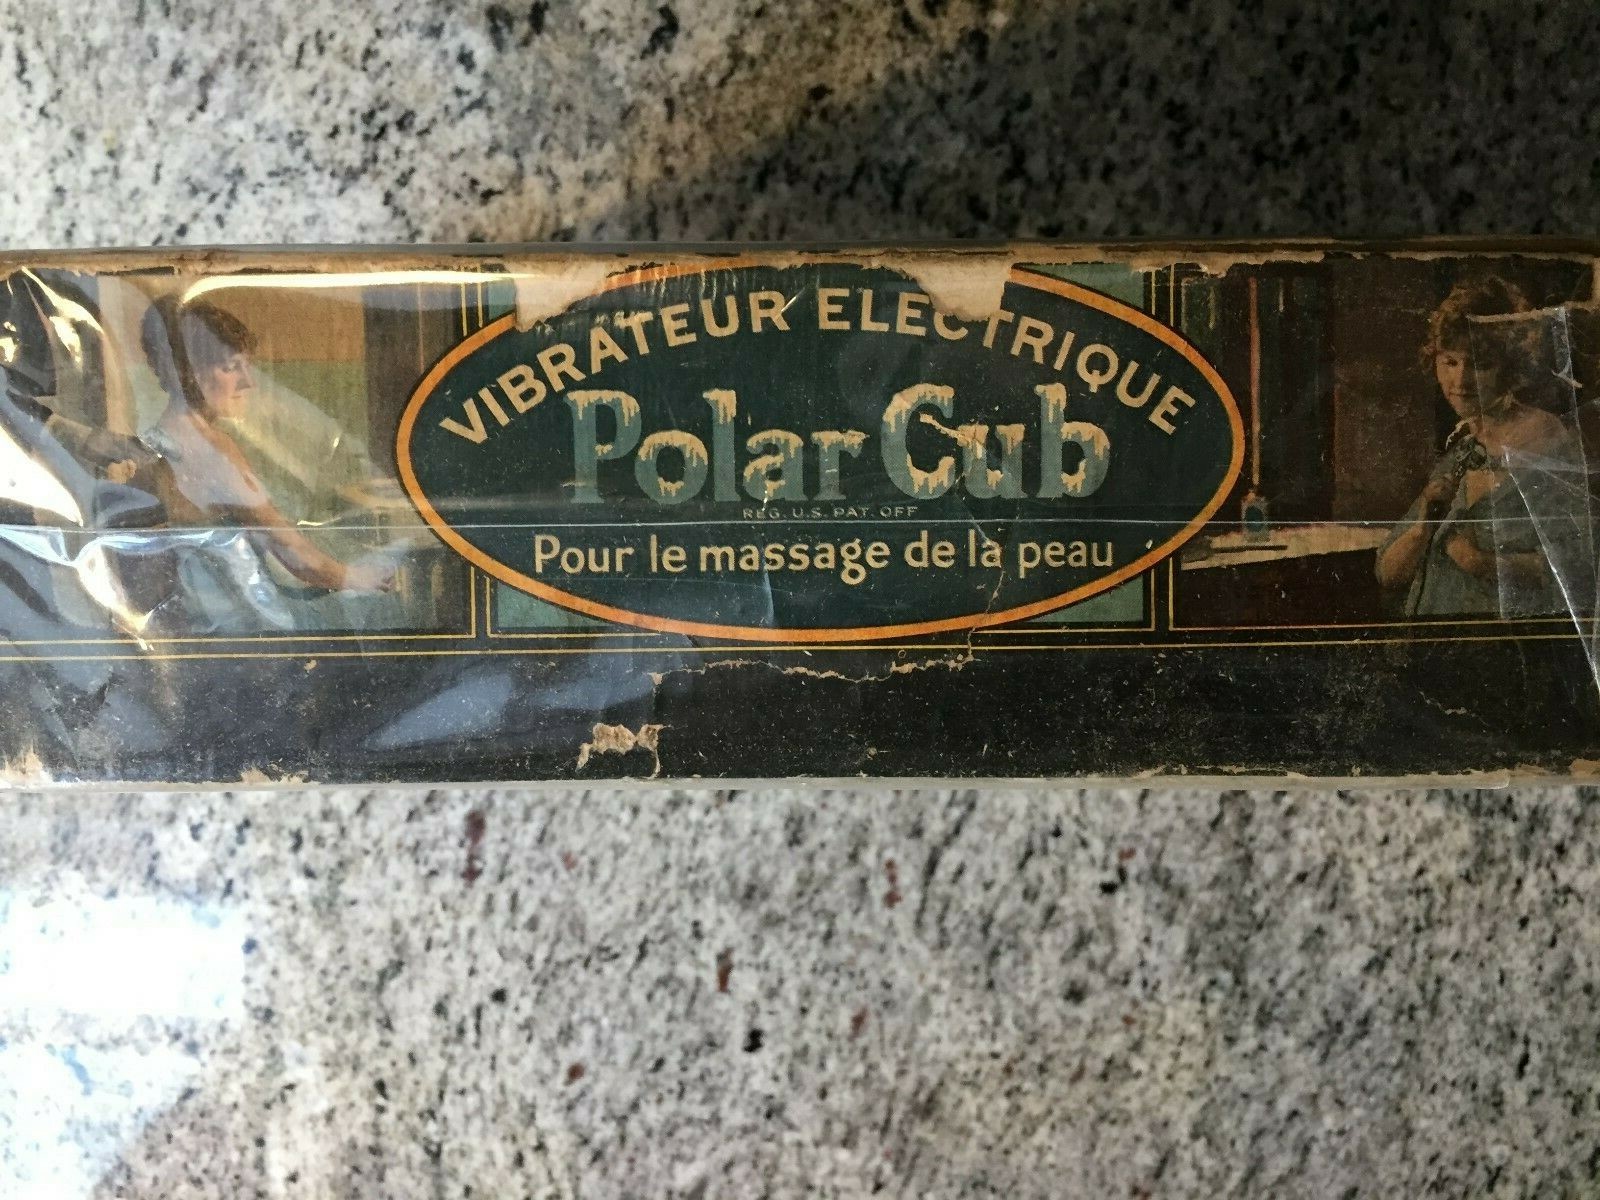 VIBRATEUR ELECTRIQUE
Polar Cub
REG. U.S. PAT. OFF
Pour le massage de la peau